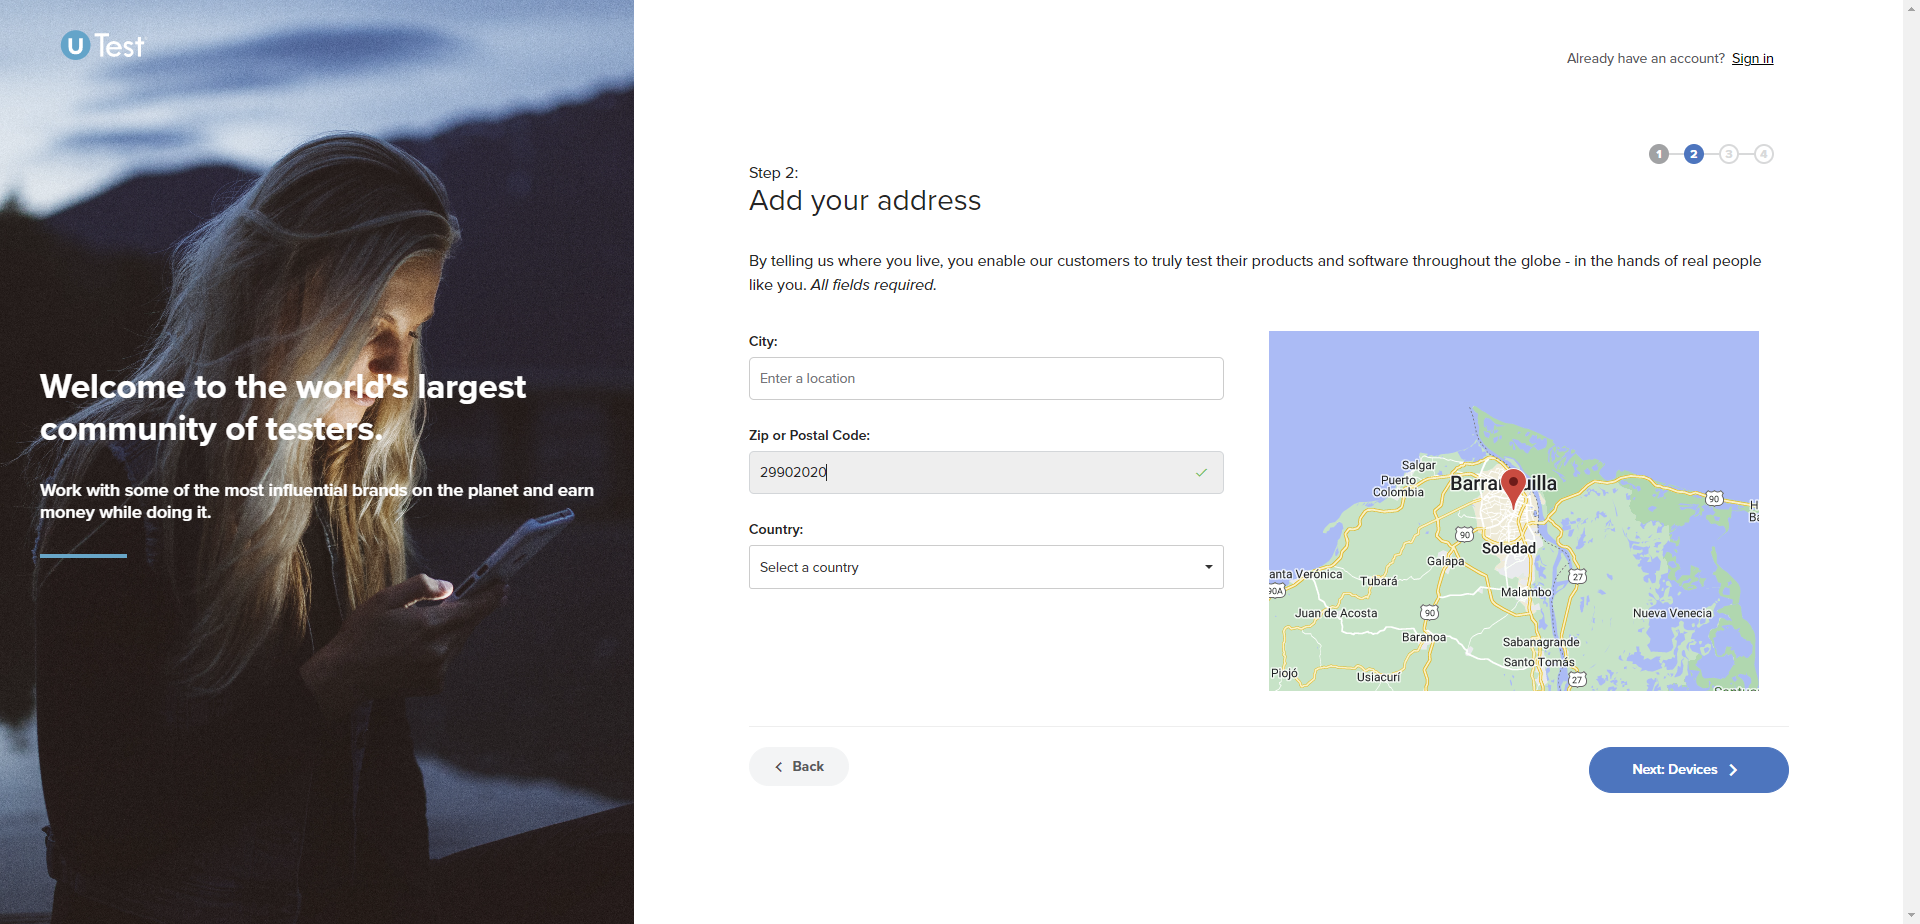 U Test
Already have an account? Sign in
1 2 3 4
Step 2:
Add your address
By telling us where you live, you enable our customers to truly test their products and software throughout the globe - in the hands of real people
like you. All fields required.
Welcome to the world's largest
community of testers.
Work with some of the most influential brands on the planet and earn
money while doing it.
City:
Enter a location
Zip or Postal Code:
29902020
Country:
Select a country
Salgar
Puerto
Colombia
Soledad
90
90
Galapa
27
anta Verónica
Tubará
90A
Malambo
Juan de Acosta
90
Nueva Venecia
Baranoa
Sabanagrande
Santo Tomás
Piojó
Usiacurí
27
Back
Next: Devices